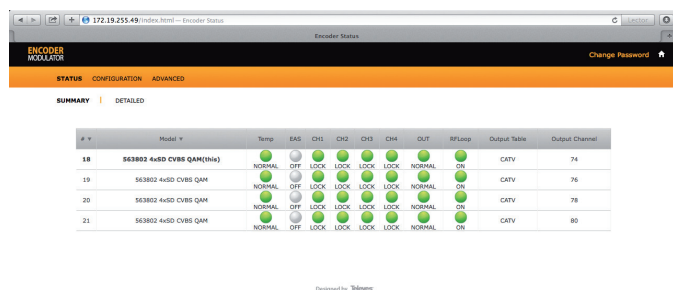 172.19.255.49/index.html — Encoder Status
Lector
Encoder Status
ENCODER
MODULATOR
Change Password
STATUS CONFIGURATION ADVANCED
SUMMARY | DETAILED
# Model Temp EAS CH1 CH2 CH3 CH4 OUT RFLoop Output Table Output Channel
18 563802 4xSD CVBS QAM(this) NORMAL OFF LOCK LOCK LOCK LOCK NORMAL ON CATV 74
19 563802 4xSD CVBS QAM NORMAL OFF LOCK LOCK LOCK LOCK NORMAL ON CATV 76
20 563802 4xSD CVBS QAM NORMAL OFF LOCK LOCK LOCK LOCK NORMAL ON CATV 78
21 563802 4xSD CVBS QAM NORMAL OFF LOCK LOCK LOCK LOCK NORMAL ON CATV 80
Designed by Televes